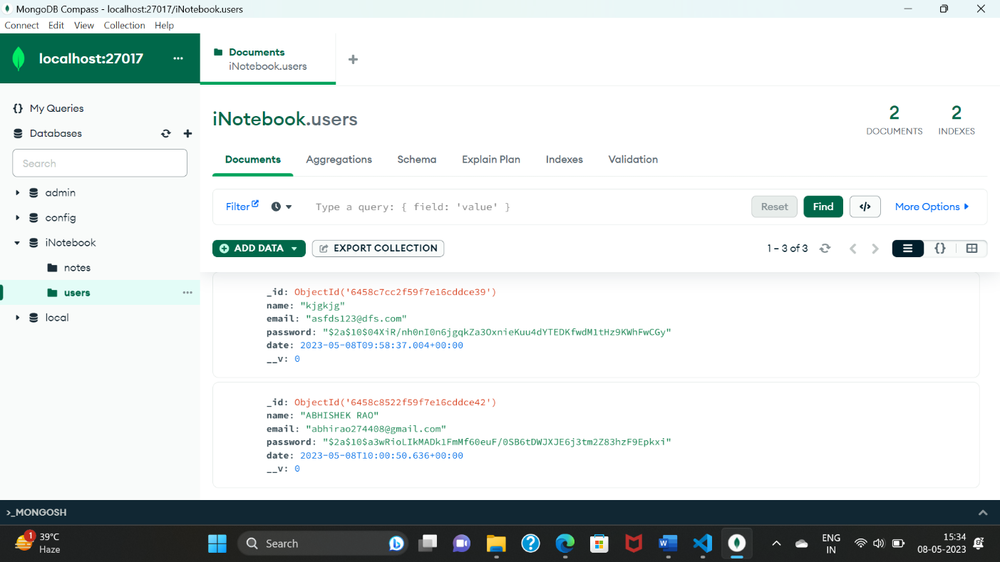 MongoDB Compass - localhost:27017/iNotebook.users
Connect Edit View Collection Help
localhost:27017 ...
Documents
iNotebook.users
+
{} My Queries
Databases
Search
admin
config
iNotebook
notes
users ...
local
iNotebook.users
2
DOCUMENTS
2
INDEXES
Documents Aggregations Schema Explain Plan Indexes Validation
Filter Type a query: { field: 'value' } Reset Find </> More Options
ADD DATA EXPORT COLLECTION 1 – 3 of 3 {}
_id: ObjectId('6458c7cc2f59f7e16cddce39')
name: "kjgkjg"
email: "asfds123@dfs.com"
password: "$2a$10$04XiR/nh0nI0n6jgqkZa3OxnieKuu4dYTEDKfwdM1tHz9KWhFwCGy"
date: 2023-05-08T09:58:37.004+00:00
__v: 0
_id: ObjectId('6458c8522f59f7e16cddce42')
name: "ABHISHEK RAO"
email: "abhirao274408@gmail.com"
password: "$2a$10$a3wRioLIkMADk1FmMf60euF/0SB6tDWJXJE6j3tm2Z83hzF9Epkxi"
date: 2023-05-08T10:00:50.636+00:00
__v: 0
>_MONGOSH
1
39°C
Haze
Search
ENG
IN
15:34
08-05-2023